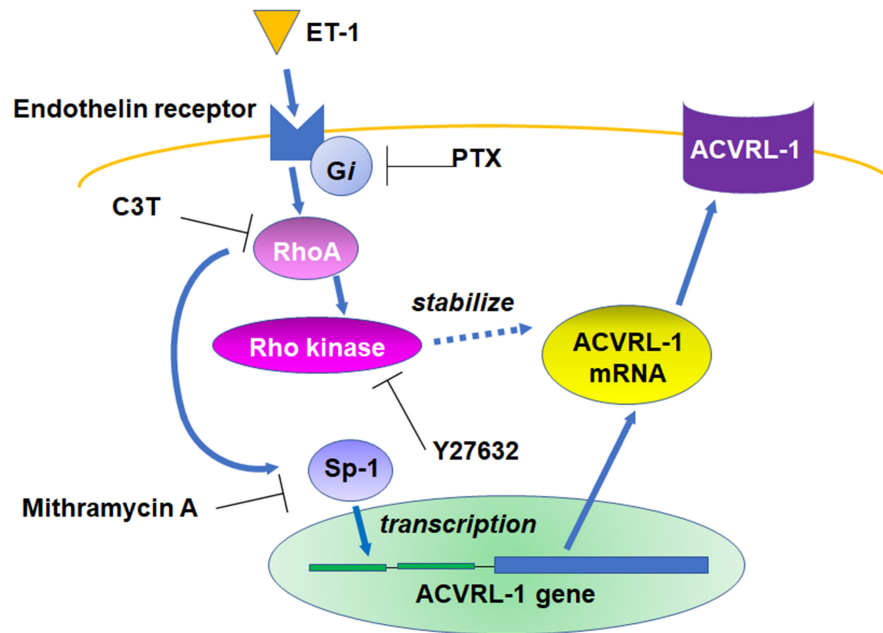 ET-1
Endothelin receptor
ACVRL-1
Gi
PTX
C3T
RhoA
stabilize
Rho kinase
ACVRL-1
mRNA
Y27632
Sp-1
Mithramycin A
transcription
ACVRL-1 gene